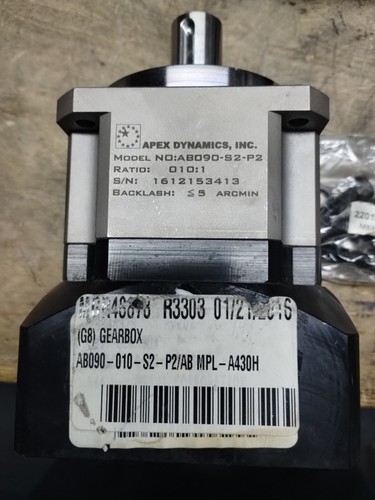 APEX DYNAMICS, INC.
MODEL NO:AB090-S2-P2
RATIO: 010:1
S/N: 1612153413
BACKLASH: ≤5 ARCMIN
R3303
(G8) GEARBOX
AB090-010-S2-P2/AB MPL-A430H